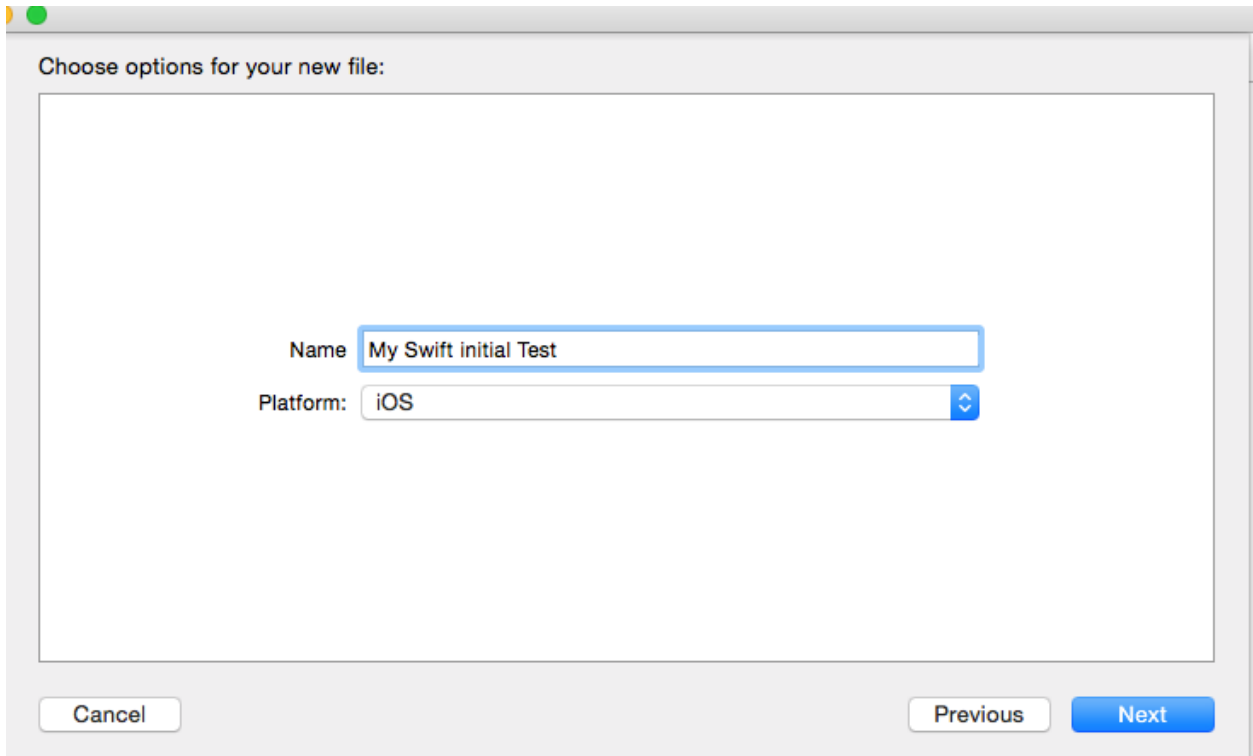 Choose options for your new file:
Name My Swift initial Test
Platform: iOS
Cancel Previous Next